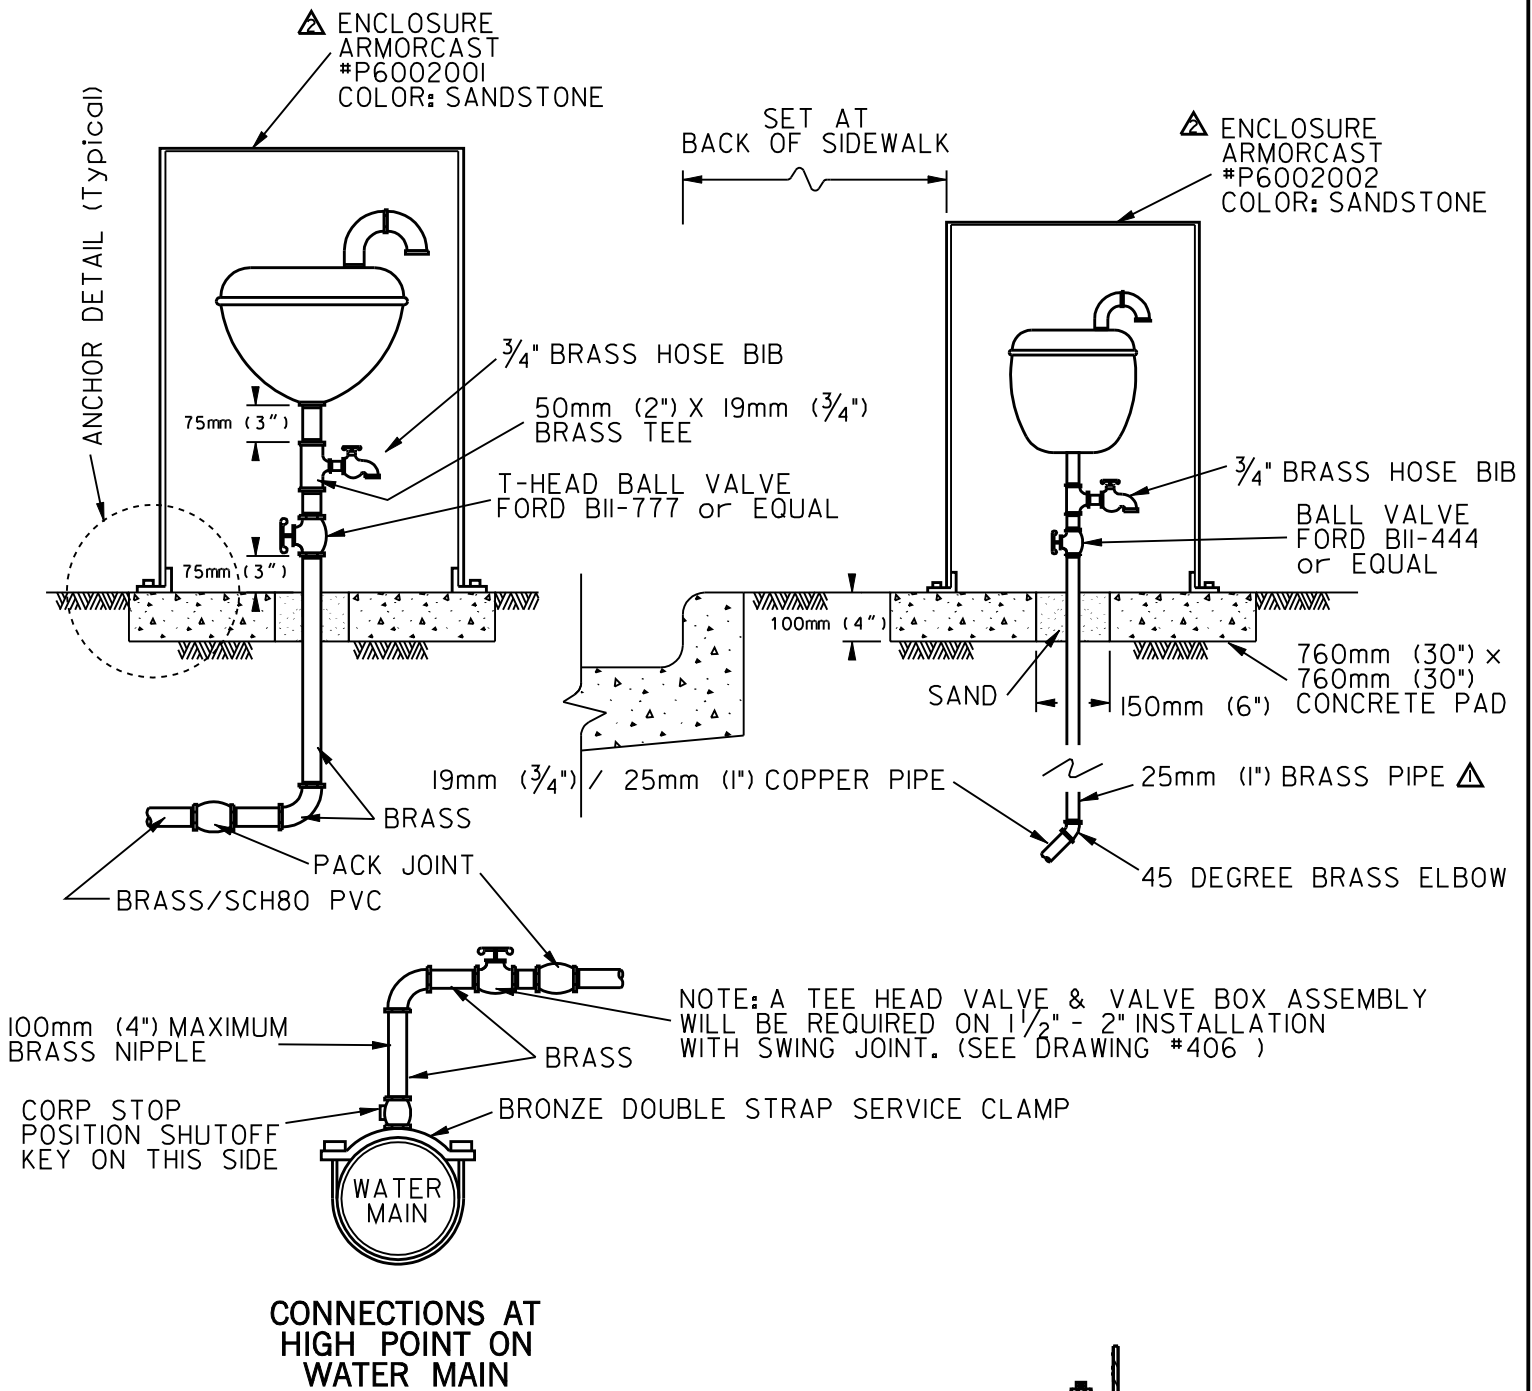 2 ENCLOSURE
ARMORCAST
#P6002001
COLOR: SANDSTONE
ANCHOR DETAIL (Typical)
SET AT
BACK OF SIDEWALK
2 ENCLOSURE
ARMORCAST
#P6002002
COLOR: SANDSTONE
3/4" BRASS HOSE BIB
75mm (3")
50mm (2") X 19mm (3/4")
BRASS TEE
T-HEAD BALL VALVE
FORD B11-777 or EQUAL
75mm (3")
3/4" BRASS HOSE BIB
BALL VALVE
FORD B11-444
or EQUAL
100mm (4")
760mm (30") x
760mm (30")
CONCRETE PAD
SAND
150mm (6")
19mm (3/4") / 25mm (1") COPPER PIPE
25mm (1") BRASS PIPE 1
BRASS
PACK JOINT
BRASS/SCH80 PVC
45 DEGREE BRASS ELBOW
NOTE: A TEE HEAD VALVE & VALVE BOX ASSEMBLY
WILL BE REQUIRED ON 1 1/2" - 2" INSTALLATION
WITH SWING JOINT. (SEE DRAWING #406 )
100mm (4") MAXIMUM
BRASS NIPPLE
BRASS
CORP STOP
POSITION SHUTOFF
KEY ON THIS SIDE
BRONZE DOUBLE STRAP SERVICE CLAMP
WATER
MAIN
CONNECTIONS AT
HIGH POINT ON
WATER MAIN